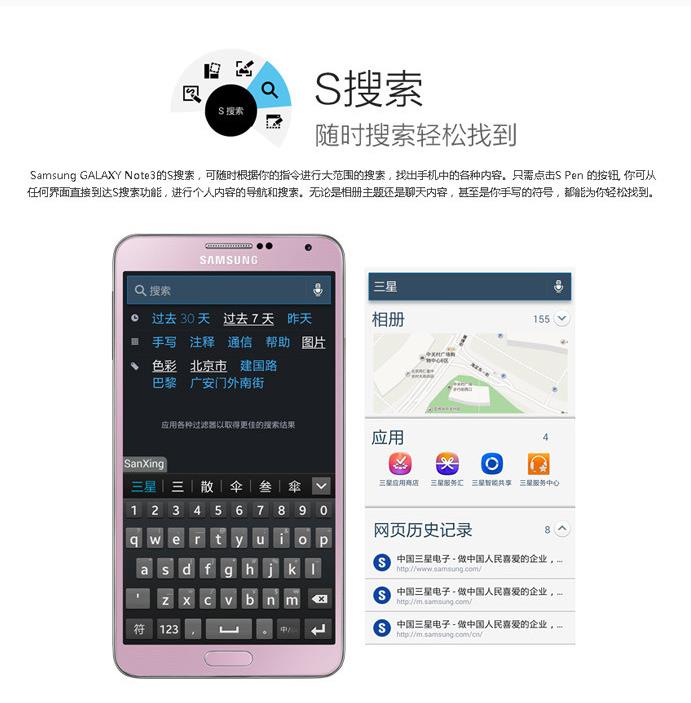 S 搜索
S搜索
随时搜索轻松找到
Samsung GALAXY Note3的S搜索，可随时根据你的指令进行大范围的搜索，找出手机中的各种内容。只需点击S Pen 的按钮, 你可从
任何界面直接到达S搜索功能，进行个人内容的导航和搜索。无论是相册主题还是聊天内容，甚至是你手写的符号，都能为你轻松找到。
SAMSUNG
搜索
过去 30 天 过去 7 天 昨天
手写 注释 通信 帮助 图片
色彩 北京市 建国路
巴黎 广安门外南街
应用各种过滤器以取得更佳的搜索结果
SanXing
三星 三 散 伞 叁 傘
1 2 3 4 5 6 7 8 9 0
q w e r t y u i o p
a s d f g h j k l
' z x c v b n m
符 123 , 。 中/
三星
相册 155
应用 4
三星应用商店 三星服务汇 三星智能共享 三星服务中心
网页历史记录 8
S 中国三星电子 - 做中国人民喜爱的企业，...
http://www.samsung.com/
S 中国三星电子 - 做中国人民喜爱的企业，...
http://m.samsung.com/
S 中国三星电子 - 做中国人民喜爱的企业，...
http://m.samsung.com/cn/